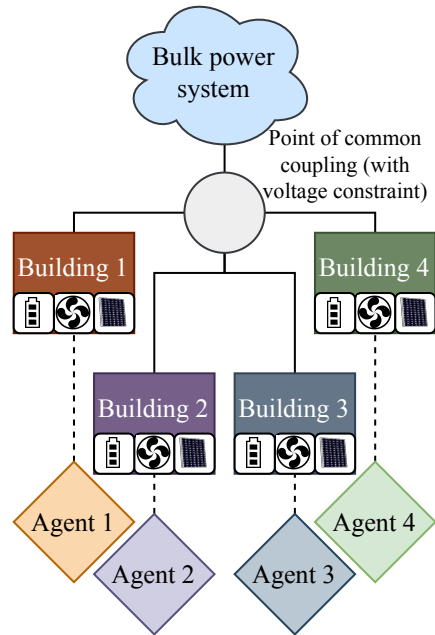 Bulk power
system
Point of common
coupling (with
voltage constraint)
Building 1
Building 4
Building 2
Building 3
Agent 1
Agent 4
Agent 2
Agent 3